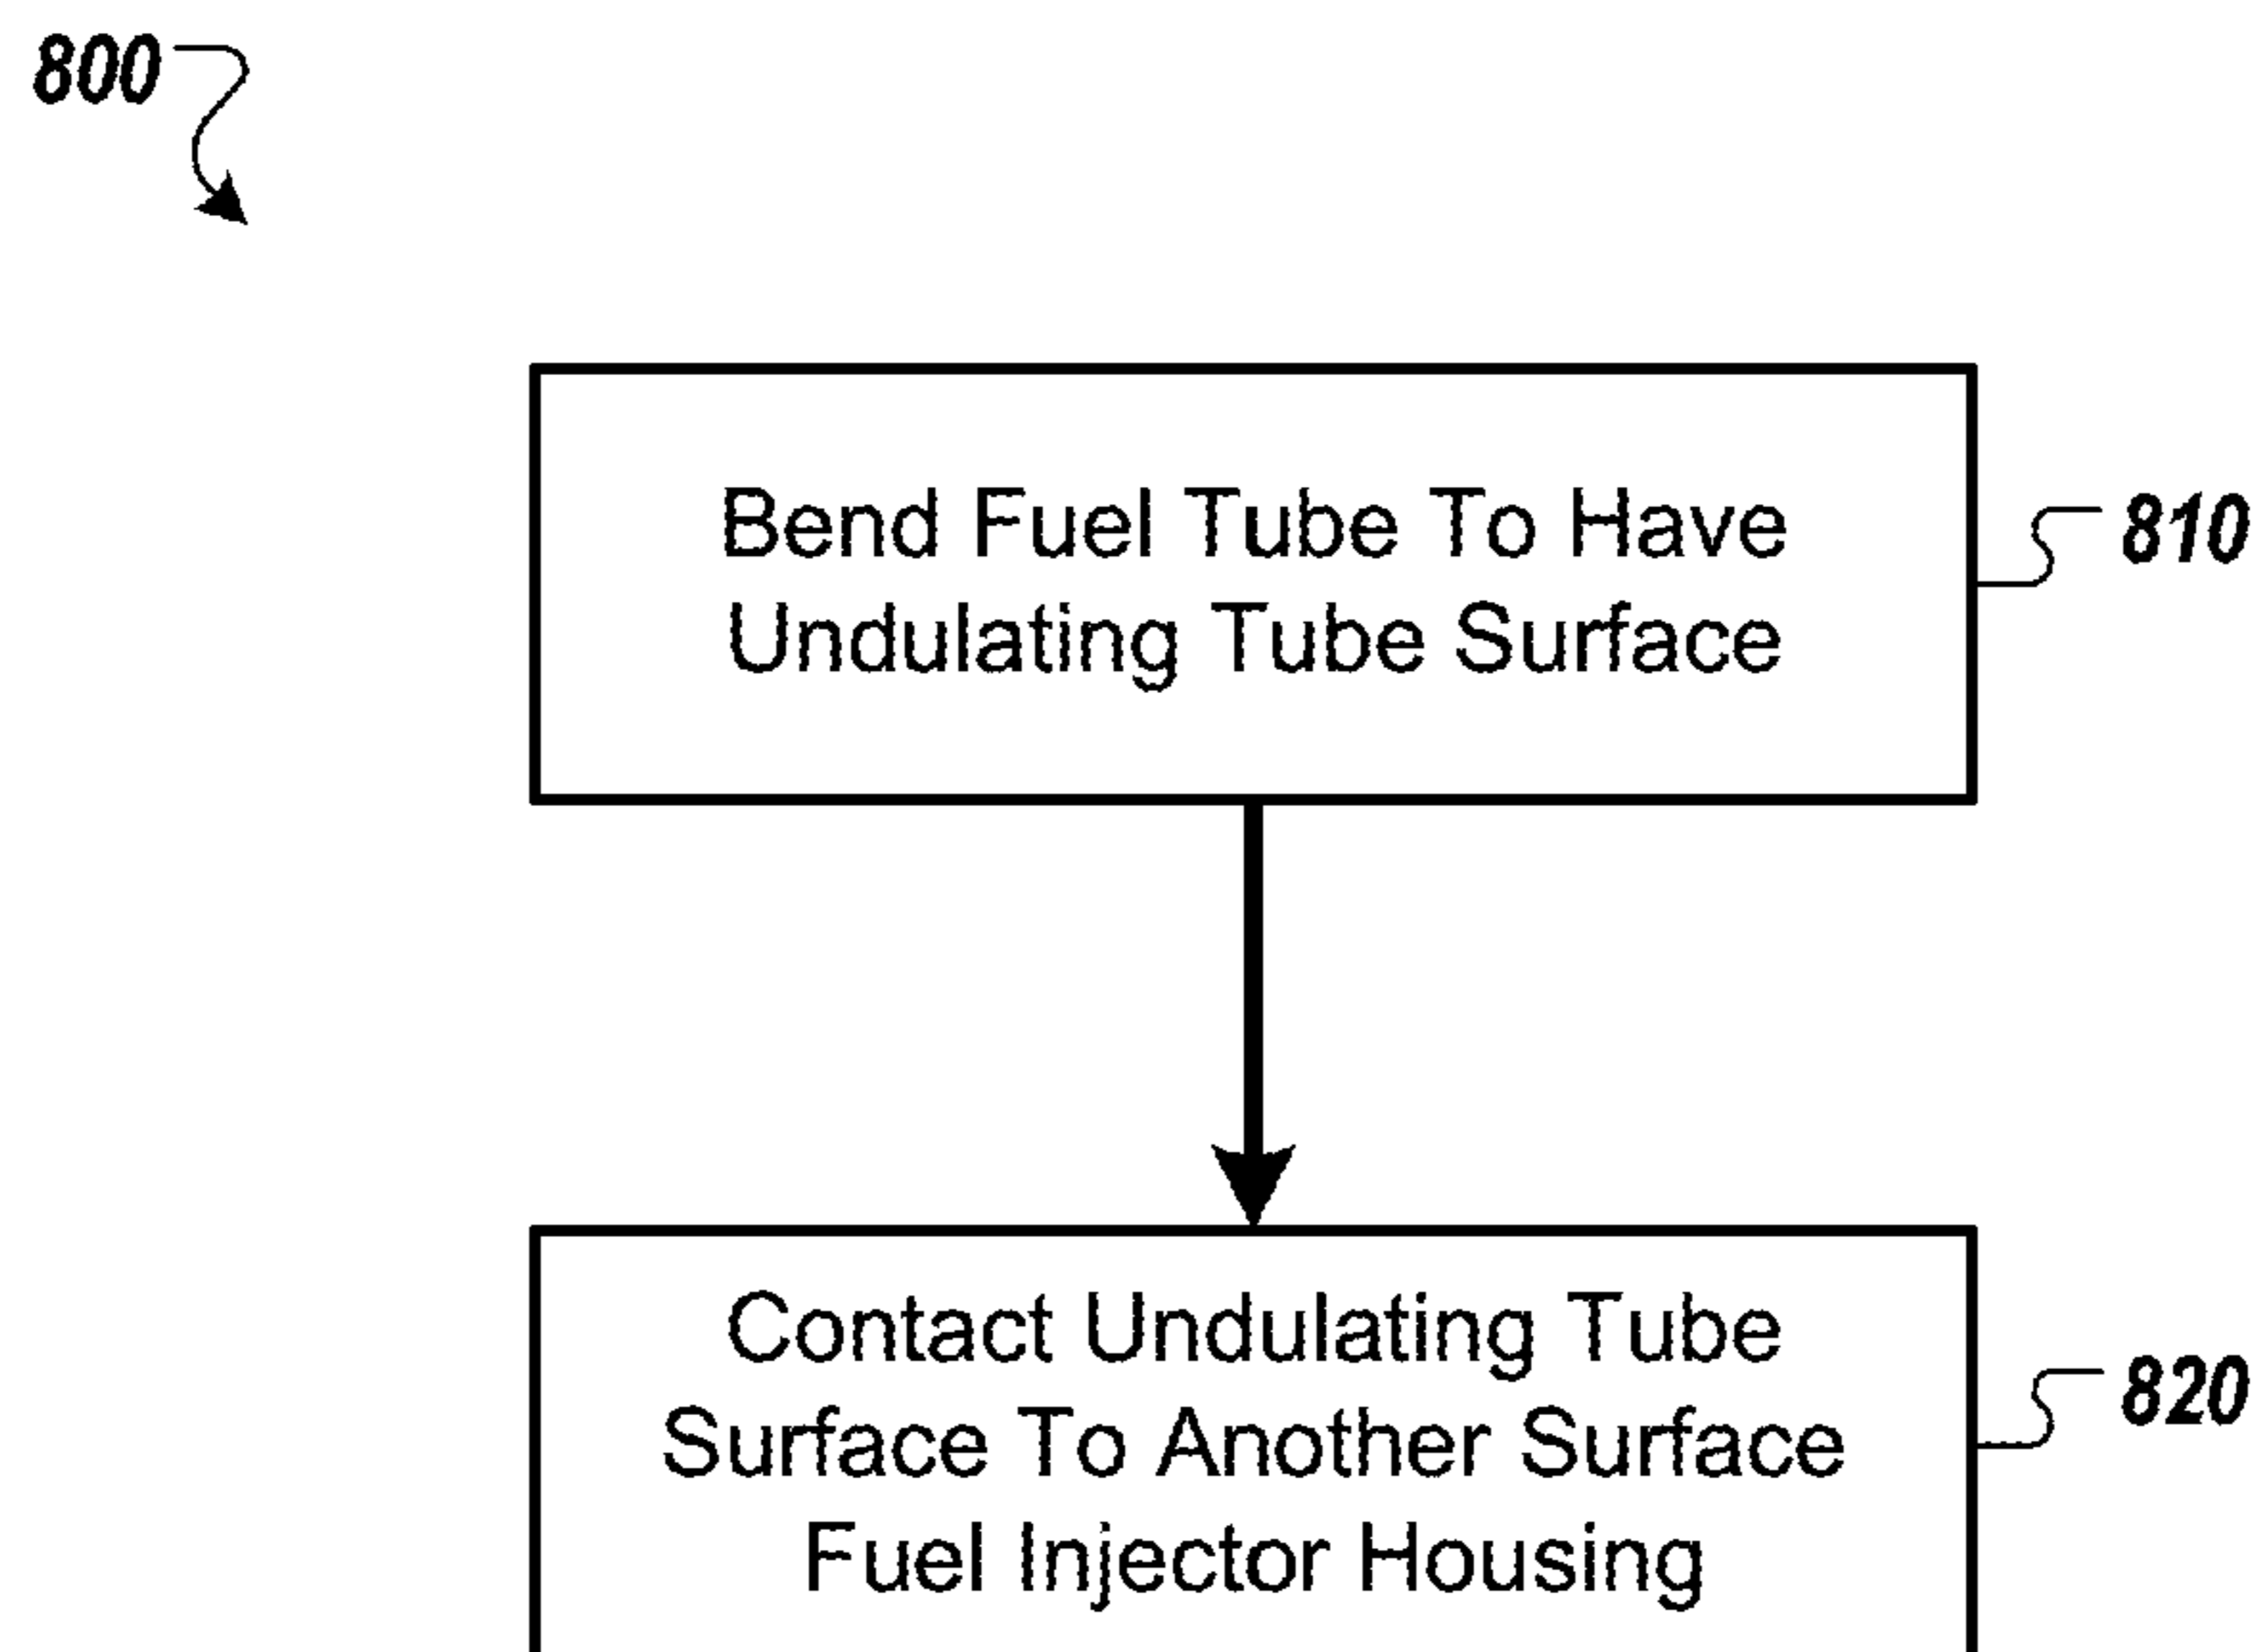 800
Bend Fuel Tube To Have
Undulating Tube Surface
810
Contact Undulating Tube
Surface To Another Surface
Fuel Injector Housing
820